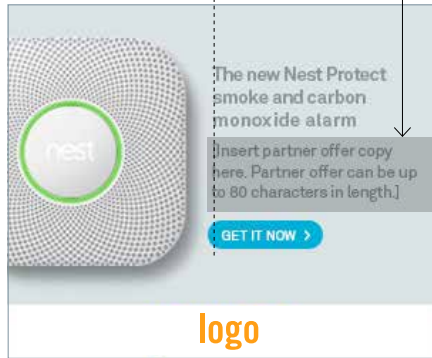 nest
The new Nest Protect
smoke and carbon
monoxide alarm
[Insert partner offer copy
here. Partner offer can be up
to 80 characters in length.]
GET IT NOW >
logo